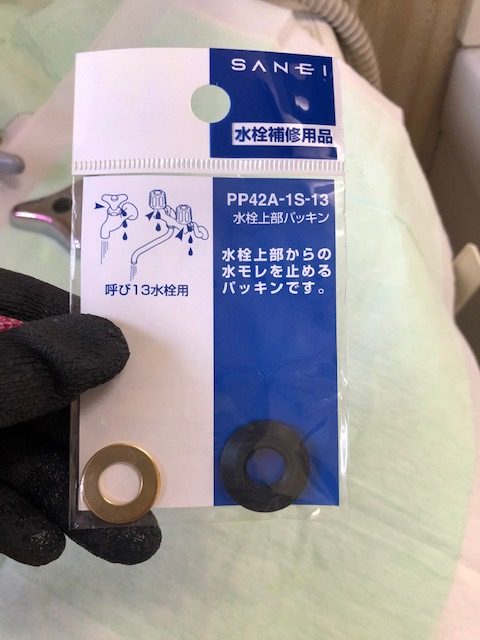 SANEI
水栓補修用品
PP42A-1S-13
水栓上部パッキン
水栓上部からの
水モレを止める
パッキンです。
呼び13水栓用